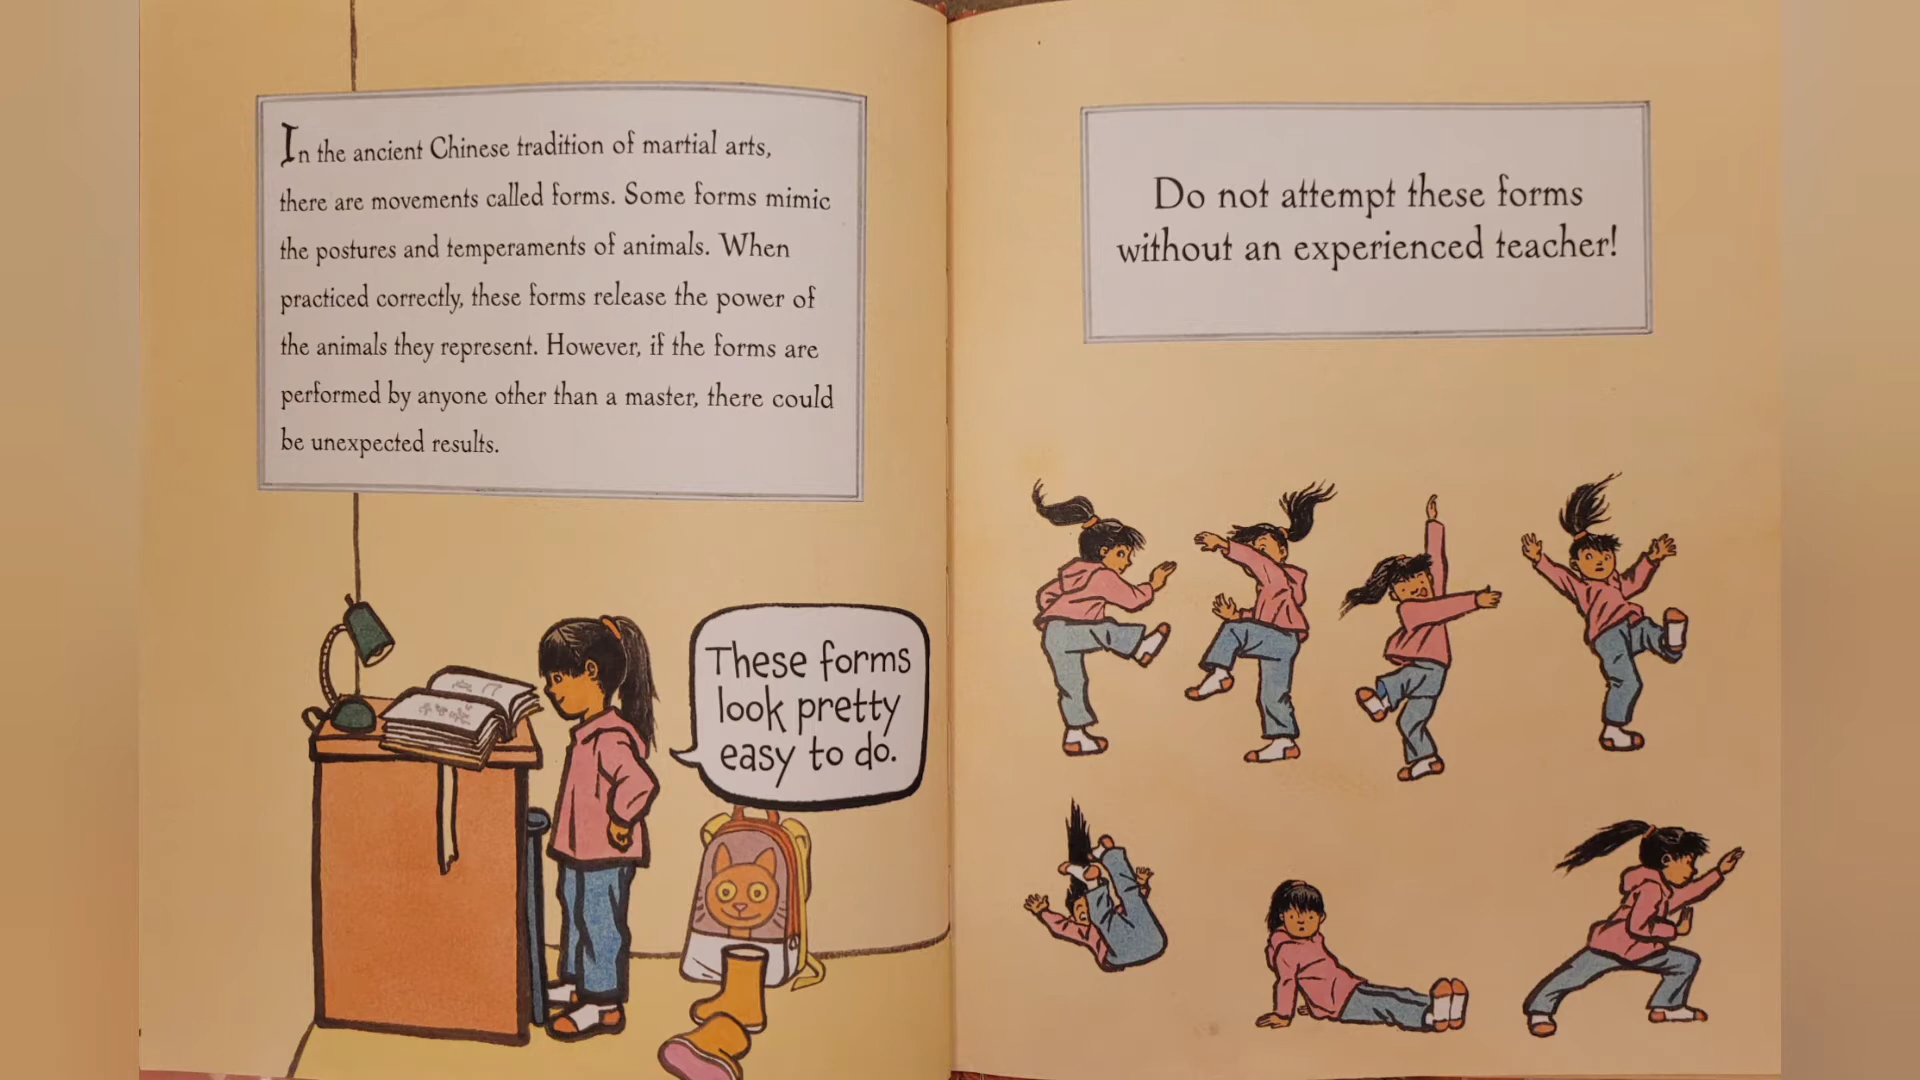 In the ancient Chinese tradition of martial arts,
there are movements called forms. Some forms mimic
the postures and temperaments of animals. When
practiced correctly, these forms release the power of
the animals they represent. However, if the forms are
performed by anyone other than a master, there could
be unexpected results.
These forms
look pretty
easy to do.
Do not attempt these forms
without an experienced teacher!